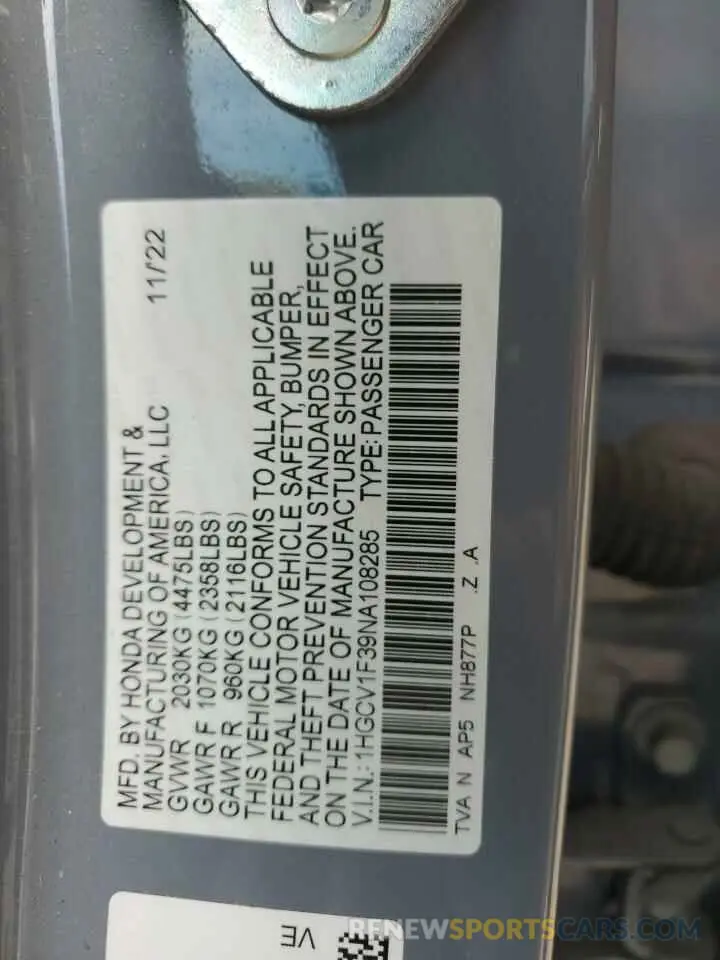 MFD. BY HONDA DEVELOPMENT &
MANUFACTURING OF AMERICA, LLC 11/22
GVWR 2030KG (4475LBS)
GAWR F 1070KG (2358LBS)
GAWR R 960KG (2116LBS)
THIS VEHICLE CONFORMS TO ALL APPLICABLE
FEDERAL MOTOR VEHICLE SAFETY, BUMPER,
AND THEFT PREVENTION STANDARDS IN EFFECT
ON THE DATE OF MANUFACTURE SHOWN ABOVE.
V.I.N.: 1HGCV1F39NA108285 TYPE: PASSENGER CAR
TVA N AP5 NH877P .Z .A
VE
RENEWSPORTSCARS.COM